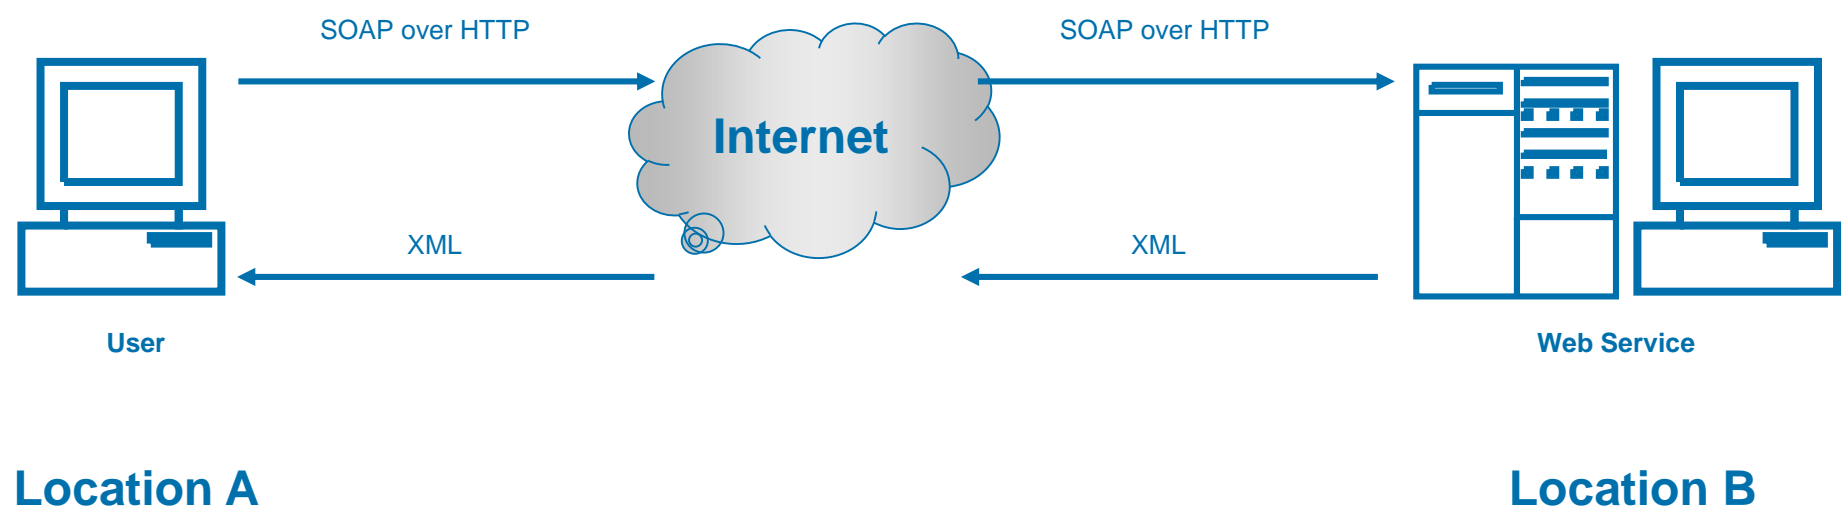 SOAP over HTTP
SOAP over HTTP
Internet
XML
XML
User
Web Service
Location A
Location B